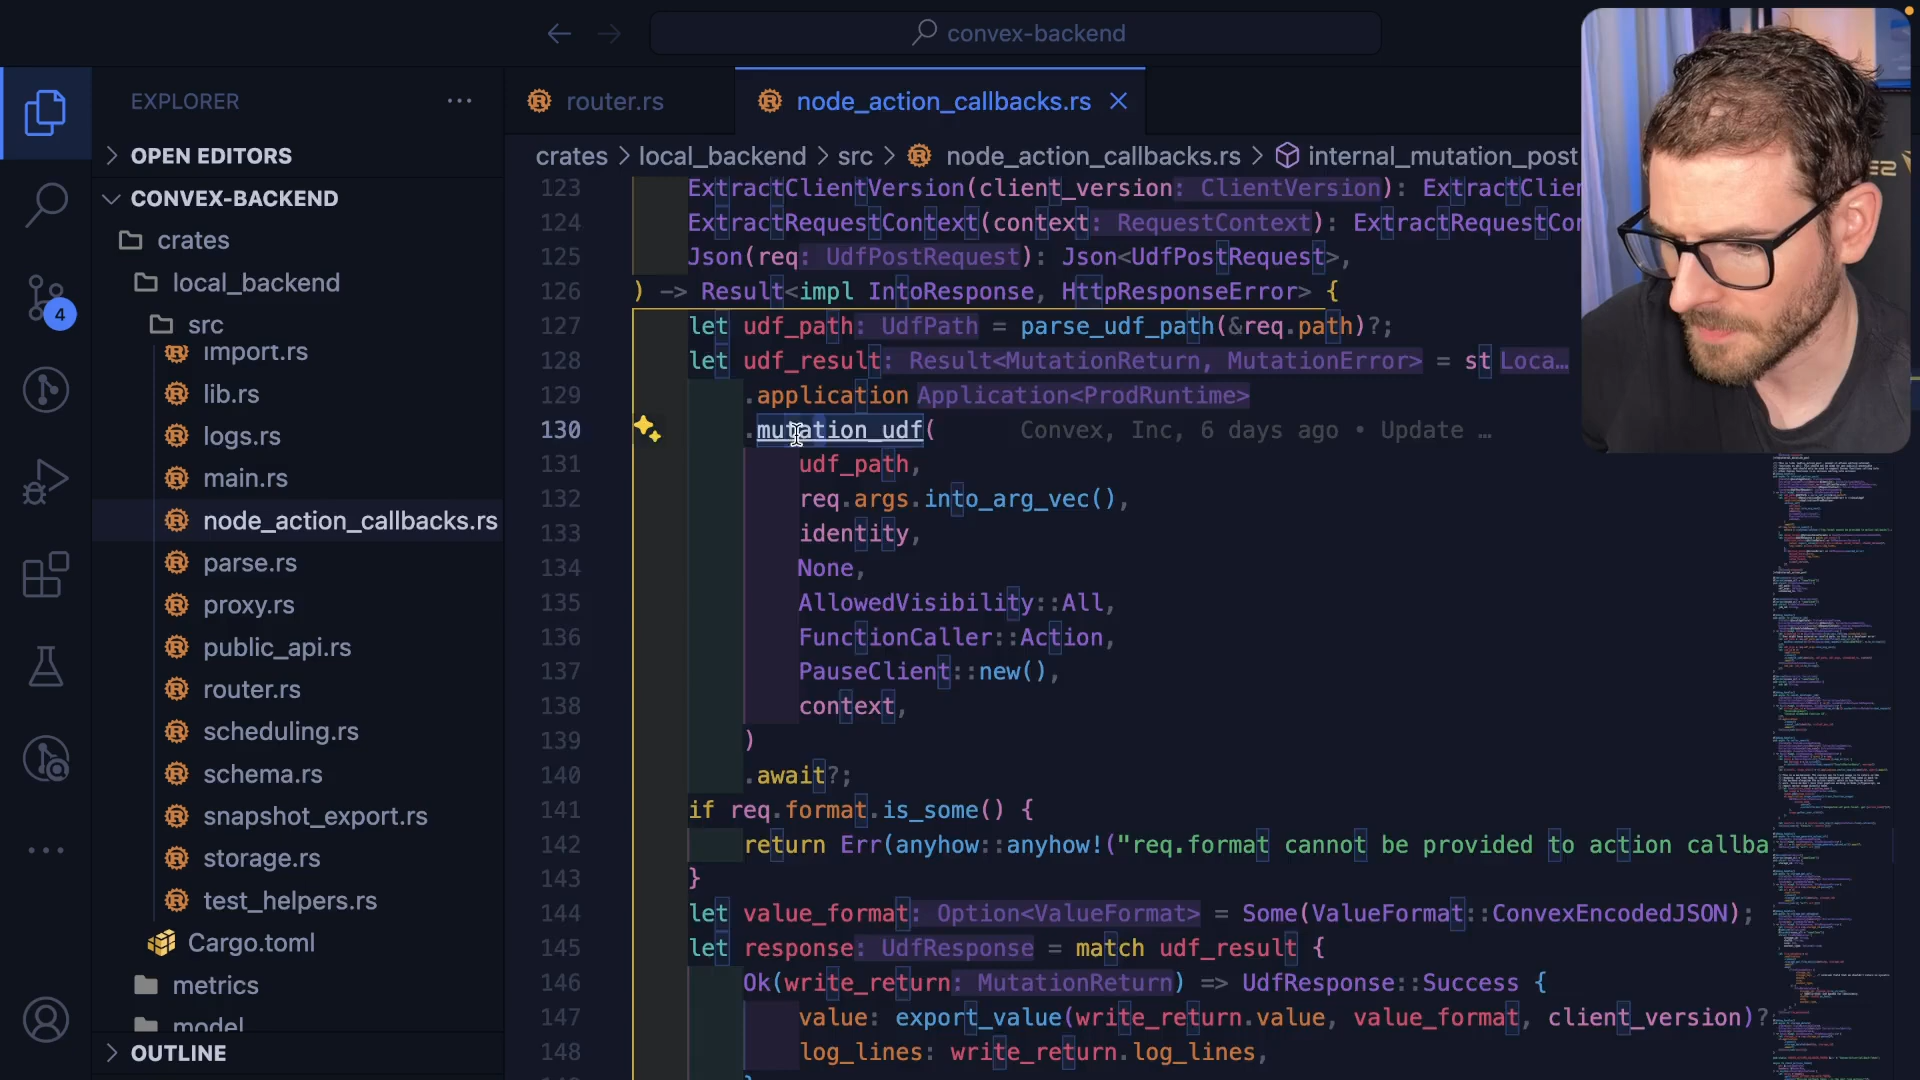 convex-backend
EXPLORER
OPEN EDITORS
CONVEX-BACKEND
crates
local_backend
src
import.rs
lib.rs
logs.rs
main.rs
node_action_callbacks.rs
parse.rs
proxy.rs
public_api.rs
router.rs
scheduling.rs
schema.rs
snapshot_export.rs
storage.rs
test_helpers.rs
Cargo.toml
metrics
model
OUTLINE
4
router.rs
node_action_callbacks.rs
crates > local_backend > src > node_action_callbacks.rs > internal_mutation_post
123 ExtractClientVersion(client_version: ClientVersion): ExtractClien
124 ExtractRequestContext(context: RequestContext): ExtractRequestCon
125 Json(req: UdfPostRequest): Json<UdfPostRequest>,
126 ) -> Result<impl IntoResponse, HttpResponseError> {
127 let udf_path: UdfPath = parse_udf_path(&req.path)?;
128 let udf_result: Result<MutationReturn, MutationError> = st Loca…
129 .application Application<ProdRuntime>
130 .mutation_udf( Convex, Inc, 6 days ago • Update …
131 udf_path,
132 req.args.into_arg_vec(),
133 identity,
134 None,
135 AllowedVisibility::All,
136 FunctionCaller::Action,
137 PauseClient::new(),
138 context,
139 )
140 .await?;
141 if req.format.is_some() {
142 return Err(anyhow::anyhow!("req.format cannot be provided to action callba
143 }
144 let value_format: Option<ValueFormat> = Some(ValueFormat::ConvexEncodedJSON);
145 let response: UdfResponse = match udf_result {
146 Ok(write_return: MutationReturn) => UdfResponse::Success {
147 value: export_value(write_return.value, value_format, client_version)?
148 log_lines: write_return.log_lines,